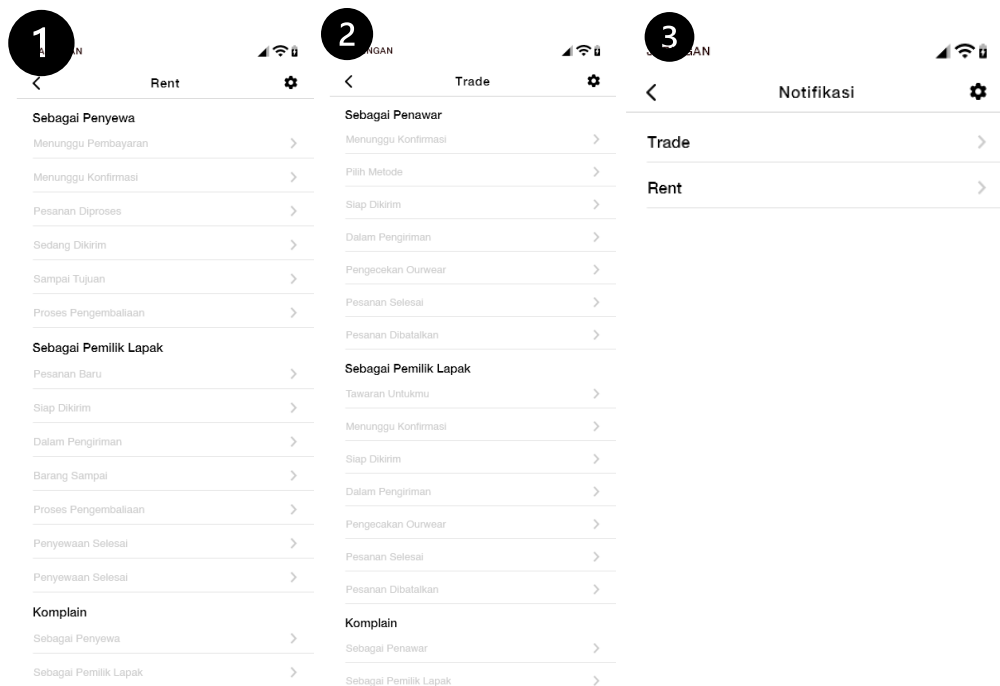 1
Rent
Sebagai Penyewa
Menunggu Pembayaran
Menunggu Konfirmasi
Pesanan Diproses
Sedang Dikirim
Sampai Tujuan
Proses Pengembaliaan
Sebagai Pemilik Lapak
Pesanan Baru
Siap Dikirim
Dalam Pengiriman
Barang Sampai
Proses Pengembaliaan
Penyewaan Selesai
Penyewaan Selesai
Komplain
Sebagai Penyewa
Sebagai Pemilik Lapak
2
Trade
Sebagai Penawar
Menunggu Konfirmasi
Pilih Metode
Siap Dikirim
Dalam Pengiriman
Pengecekan Ourwear
Pesanan Selesai
Pesanan Dibatalkan
Sebagai Pemilik Lapak
Tawaran Untukmu
Menunggu Konfirmasi
Siap Dikirim
Dalam Pengiriman
Pengecakan Ourwear
Pesanan Selesai
Pesanan Dibatalkan
Komplain
Sebagai Penawar
Sebagai Pemilik Lapak
3
Notifikasi
Trade
Rent